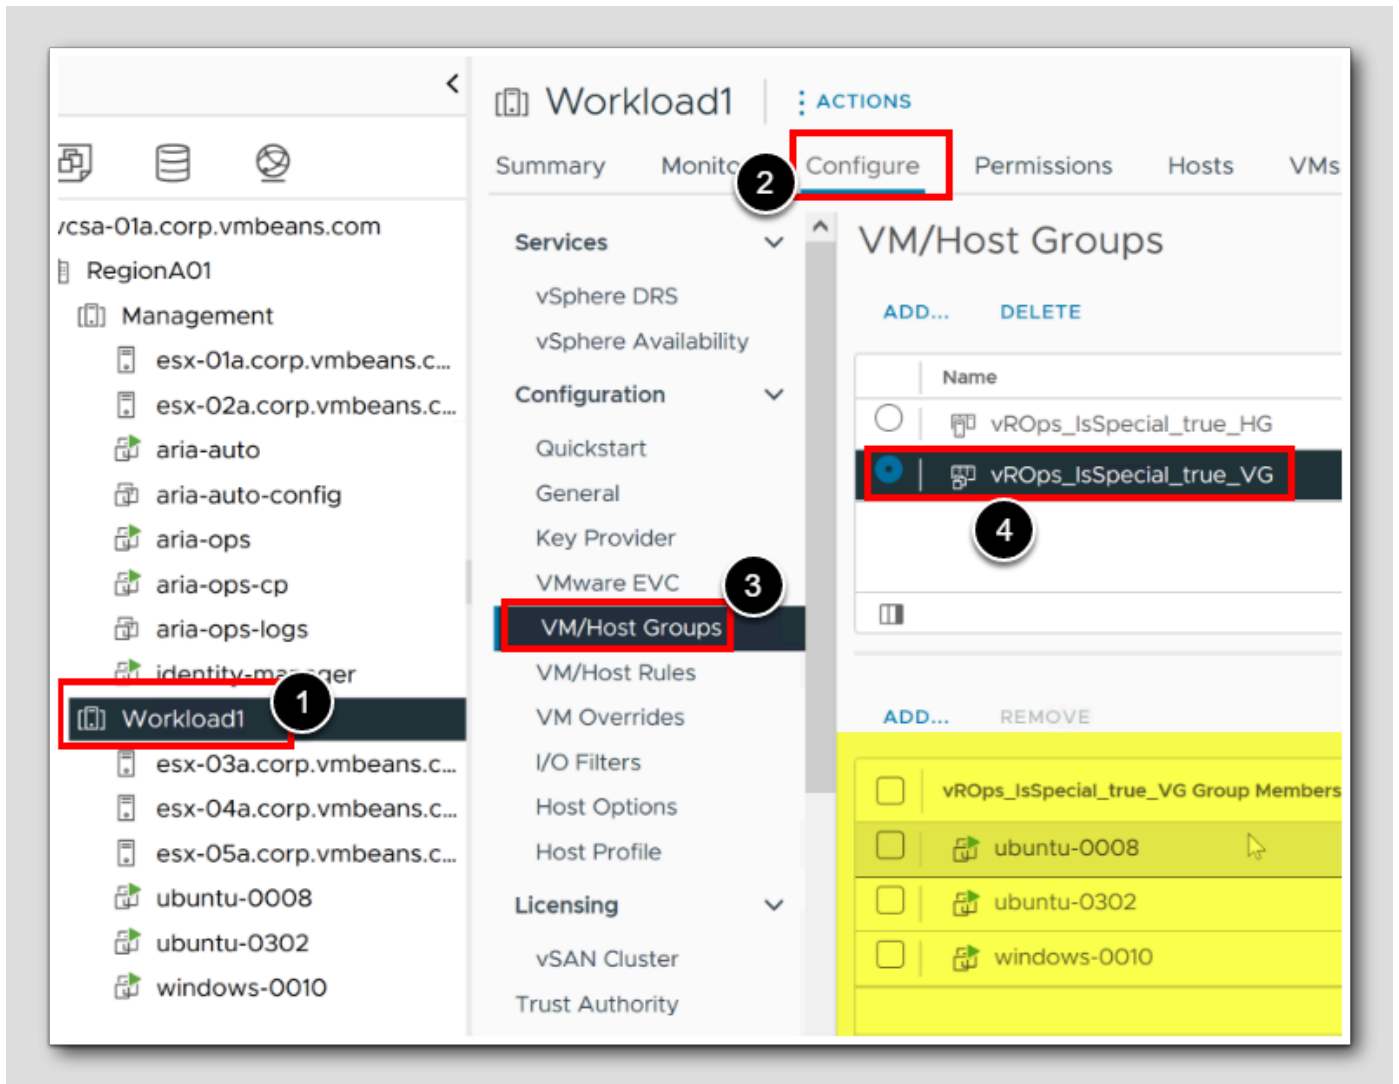 Workload1
ACTIONS
Summary
Monito
Configure
Permissions
Hosts
VMs
2
vcsa-01a.corp.vmbeans.com
RegionA01
Management
esx-01a.corp.vmbeans.c...
esx-02a.corp.vmbeans.c...
aria-auto
aria-auto-config
aria-ops
aria-ops-cp
aria-ops-logs
identity-manager
Workload1
1
esx-03a.corp.vmbeans.c...
esx-04a.corp.vmbeans.c...
esx-05a.corp.vmbeans.c...
ubuntu-0008
ubuntu-0302
windows-0010
Services
vSphere DRS
vSphere Availability
Configuration
Quickstart
General
Key Provider
VMware EVC
3
VM/Host Groups
VM/Host Rules
VM Overrides
I/O Filters
Host Options
Host Profile
Licensing
vSAN Cluster
Trust Authority
VM/Host Groups
ADD...
DELETE
Name
vROps_IsSpecial_true_HG
vROps_IsSpecial_true_VG
4
ADD...
REMOVE
vROps_IsSpecial_true_VG Group Members
ubuntu-0008
ubuntu-0302
windows-0010